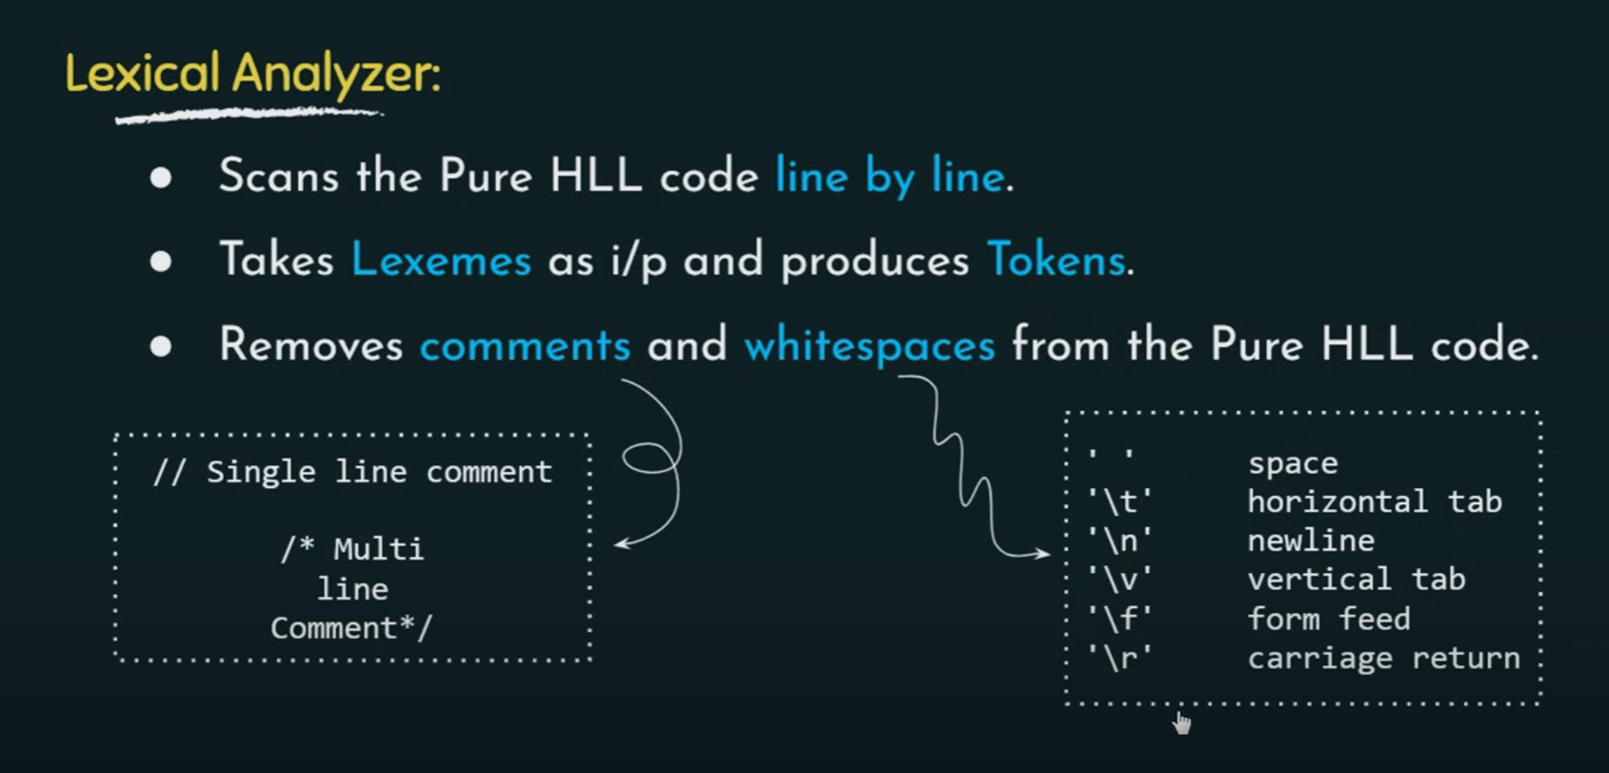 Lexical Analyzer:
● Scans the Pure HLL code line by line.
● Takes Lexemes as i/p and produces Tokens.
● Removes comments and whitespaces from the Pure HLL code.
// Single line comment
/* Multi
line
Comment*/
' ' space
'\t' horizontal tab
'\n' newline
'\v' vertical tab
'\f' form feed
'\r' carriage return